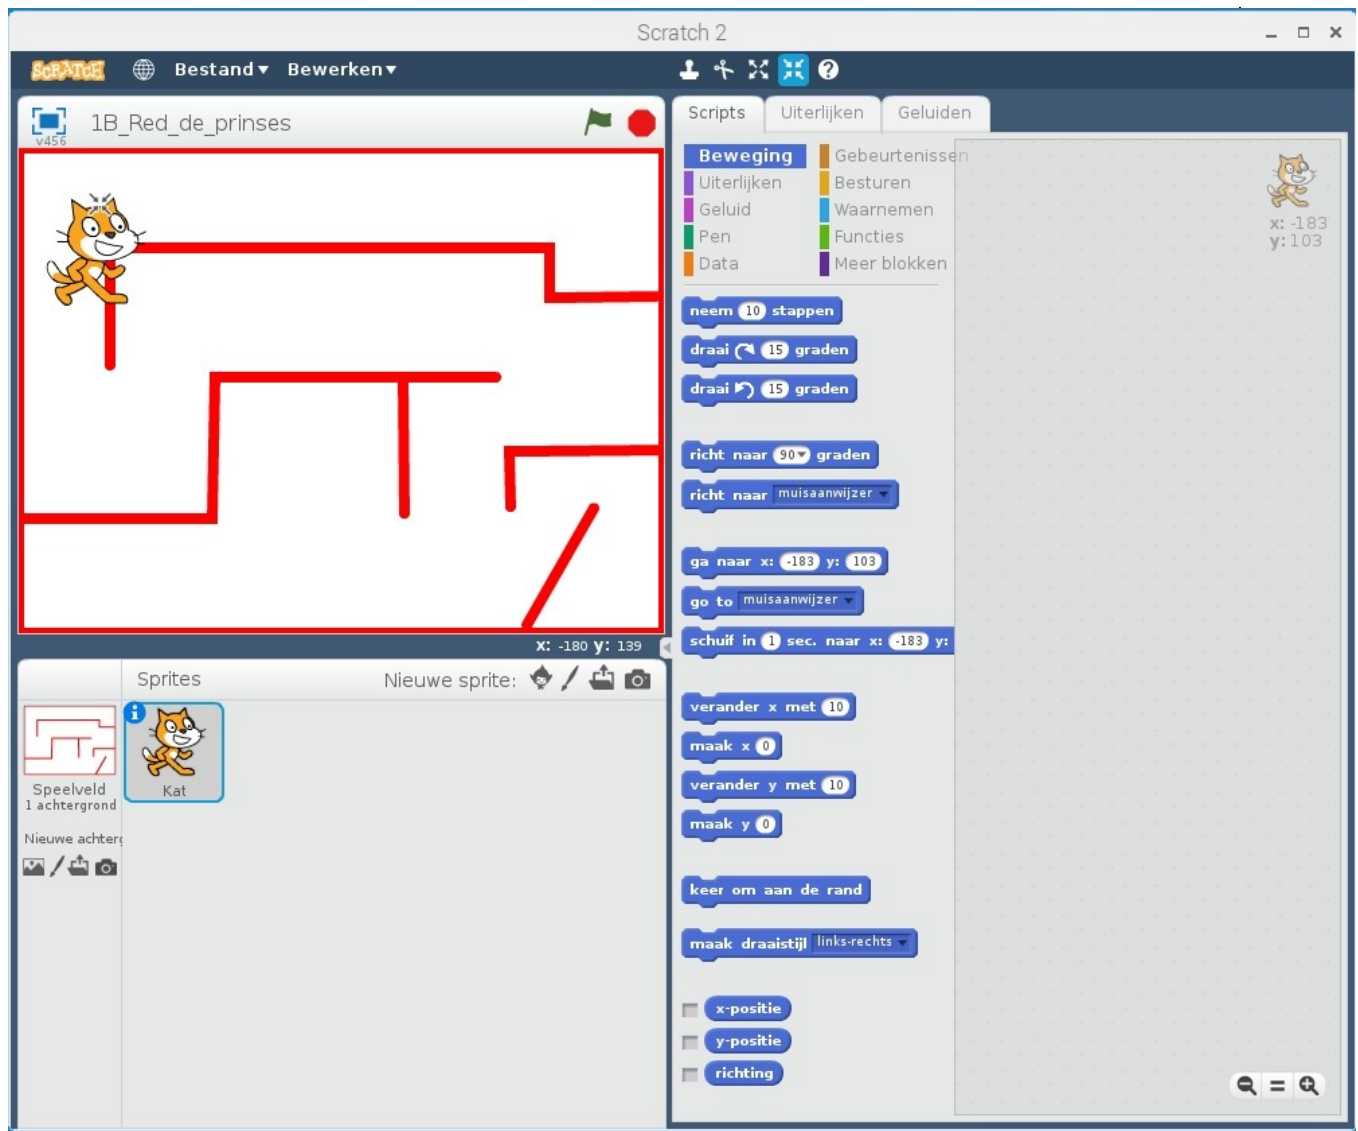 Scratch 2
SCRATCH Bestand Bewerken
v456
1B_Red_de_prinses
Scripts Uiterlijken Geluiden
Beweging
Uiterlijken
Geluid
Pen
Data
Gebeurtenissen
Besturen
Waarnemen
Functies
Meer blokken
x: -183
y: 103
neem 10 stappen
draai 15 graden
draai 15 graden
richt naar 90 graden
richt naar muisaanwijzer
ga naar x: -183 y: 103
go to muisaanwijzer
schuif in 1 sec. naar x: -183 y:
verander x met 10
maak x 0
verander y met 10
maak y 0
keer om aan de rand
maak draaistijl links-rechts
x-positie
y-positie
richting
x: -180 y: 139
Sprites Nieuwe sprite:
Speelveld
1 achtergrond
Nieuwe achterg
Kat